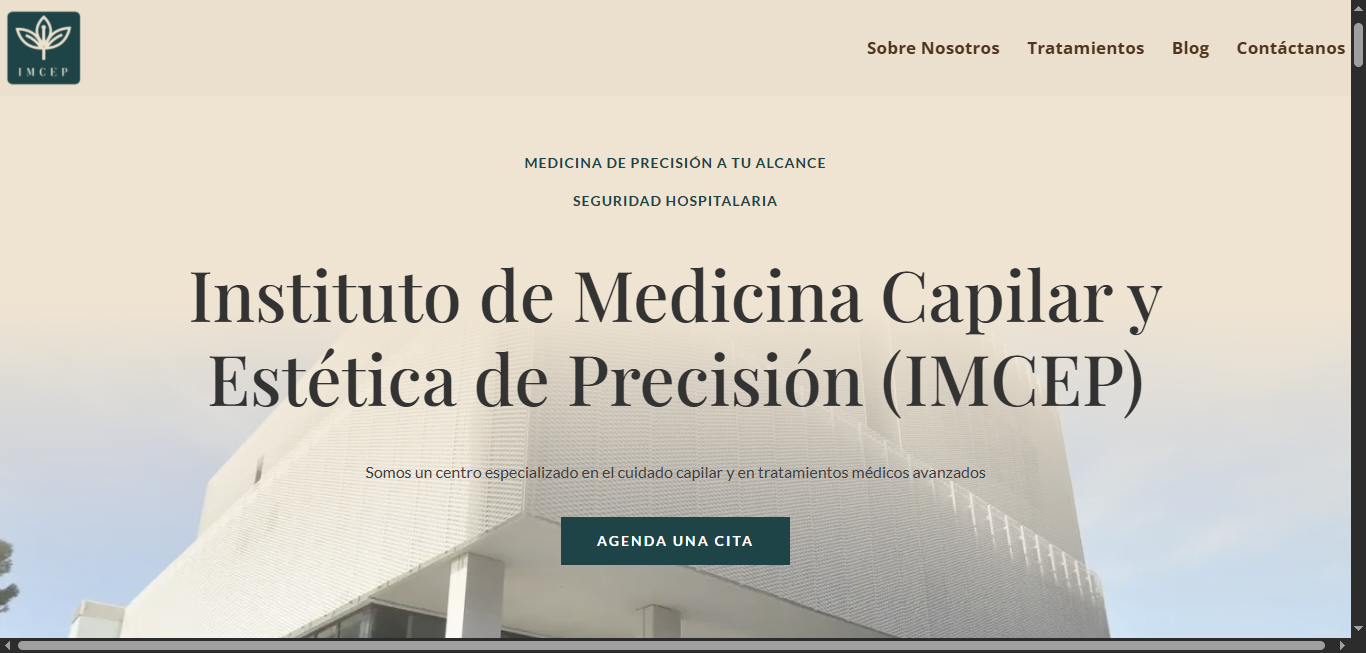 IMCEP
Sobre Nosotros Tratamientos Blog Contáctanos
MEDICINA DE PRECISIÓN A TU ALCANCE
SEGURIDAD HOSPITALARIA
Instituto de Medicina Capilar y
Estética de Precisión (IMCEP)
Somos un centro especializado en el cuidado capilar y en tratamientos médicos avanzados
AGENDA UNA CITA